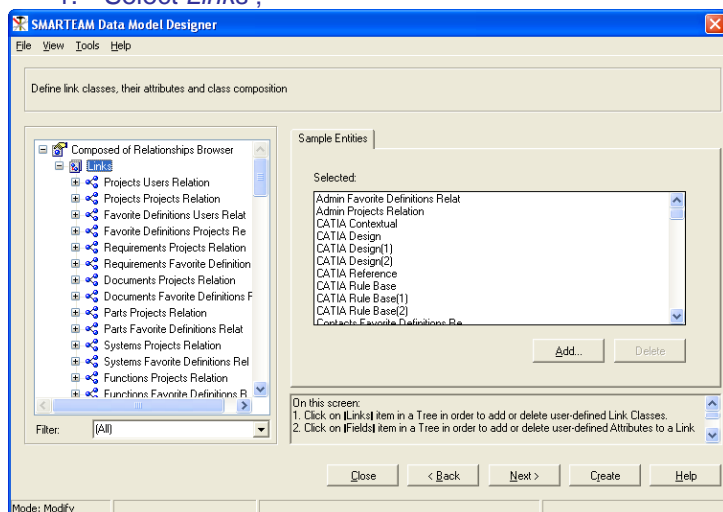 1. Select Links ;
SMARTEAM Data Model Designer
File View Tools Help
Define link classes, their attributes and class composition
Composed of Relationships Browser
Links
Projects Users Relation
Projects Projects Relation
Favorite Definitions Users Relat
Favorite Definitions Projects Re
Requirements Projects Relation
Requirements Favorite Definition
Documents Projects Relation
Documents Favorite Definitions F
Parts Projects Relation
Parts Favorite Definitions Relat
Systems Projects Relation
Systems Favorite Definitions Rel
Functions Projects Relation
Functions Favorite Definitions R
Filter: (All)
Sample Entities
Selected:
Admin Favorite Definitions Relat
Admin Projects Relation
CATIA Contextual
CATIA Design
CATIA Design(1)
CATIA Design(2)
CATIA Reference
CATIA Rule Base
CATIA Rule Base(1)
CATIA Rule Base(2)
Contacts Favorite Definitions Re
Add... Delete
On this screen:
1. Click on |Links| item in a Tree in order to add or delete user-defined Link Classes.
2. Click on |Fields| item in a Tree in order to add or delete user-defined Attributes to a Link
Close < Back Next > Create Help
Mode: Modify